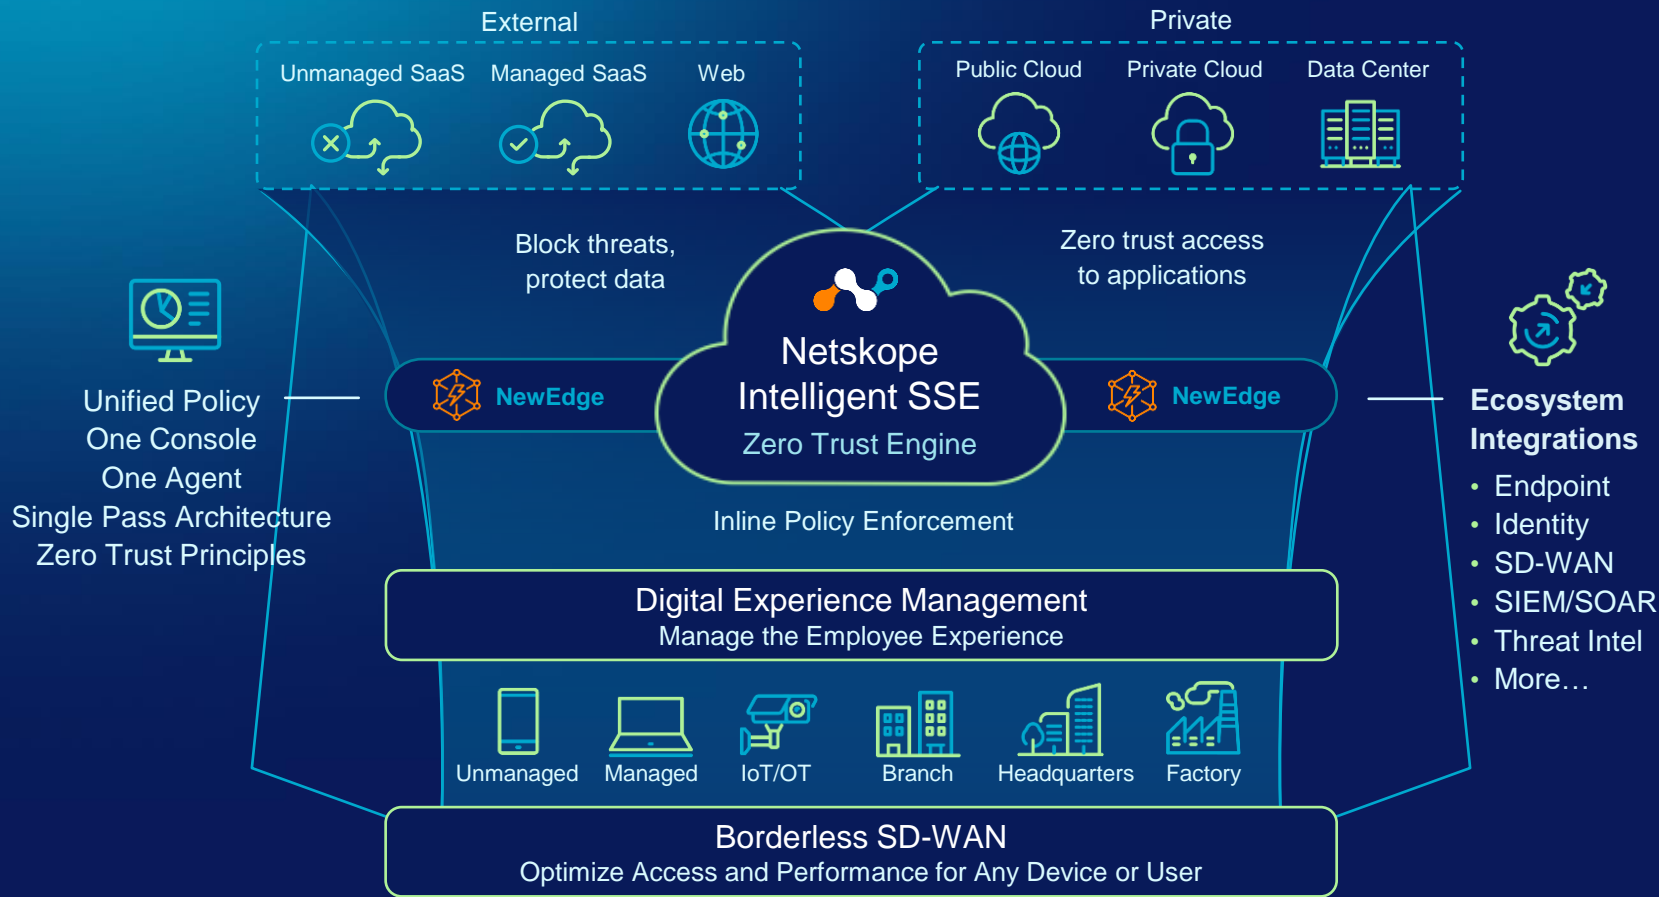 External
Private
Unmanaged SaaS
Managed SaaS
Web
Public Cloud
Private Cloud
Data Center
Block threats,
protect data
Zero trust access
to applications
Netskope
Intelligent SSE
Zero Trust Engine
NewEdge
NewEdge
Unified Policy
One Console
One Agent
Single Pass Architecture
Zero Trust Principles
Ecosystem
Integrations
• Endpoint
• Identity
• SD-WAN
• SIEM/SOAR
• Threat Intel
• More…
Inline Policy Enforcement
Digital Experience Management
Manage the Employee Experience
Unmanaged
Managed
IoT/OT
Branch
Headquarters
Factory
Borderless SD-WAN
Optimize Access and Performance for Any Device or User